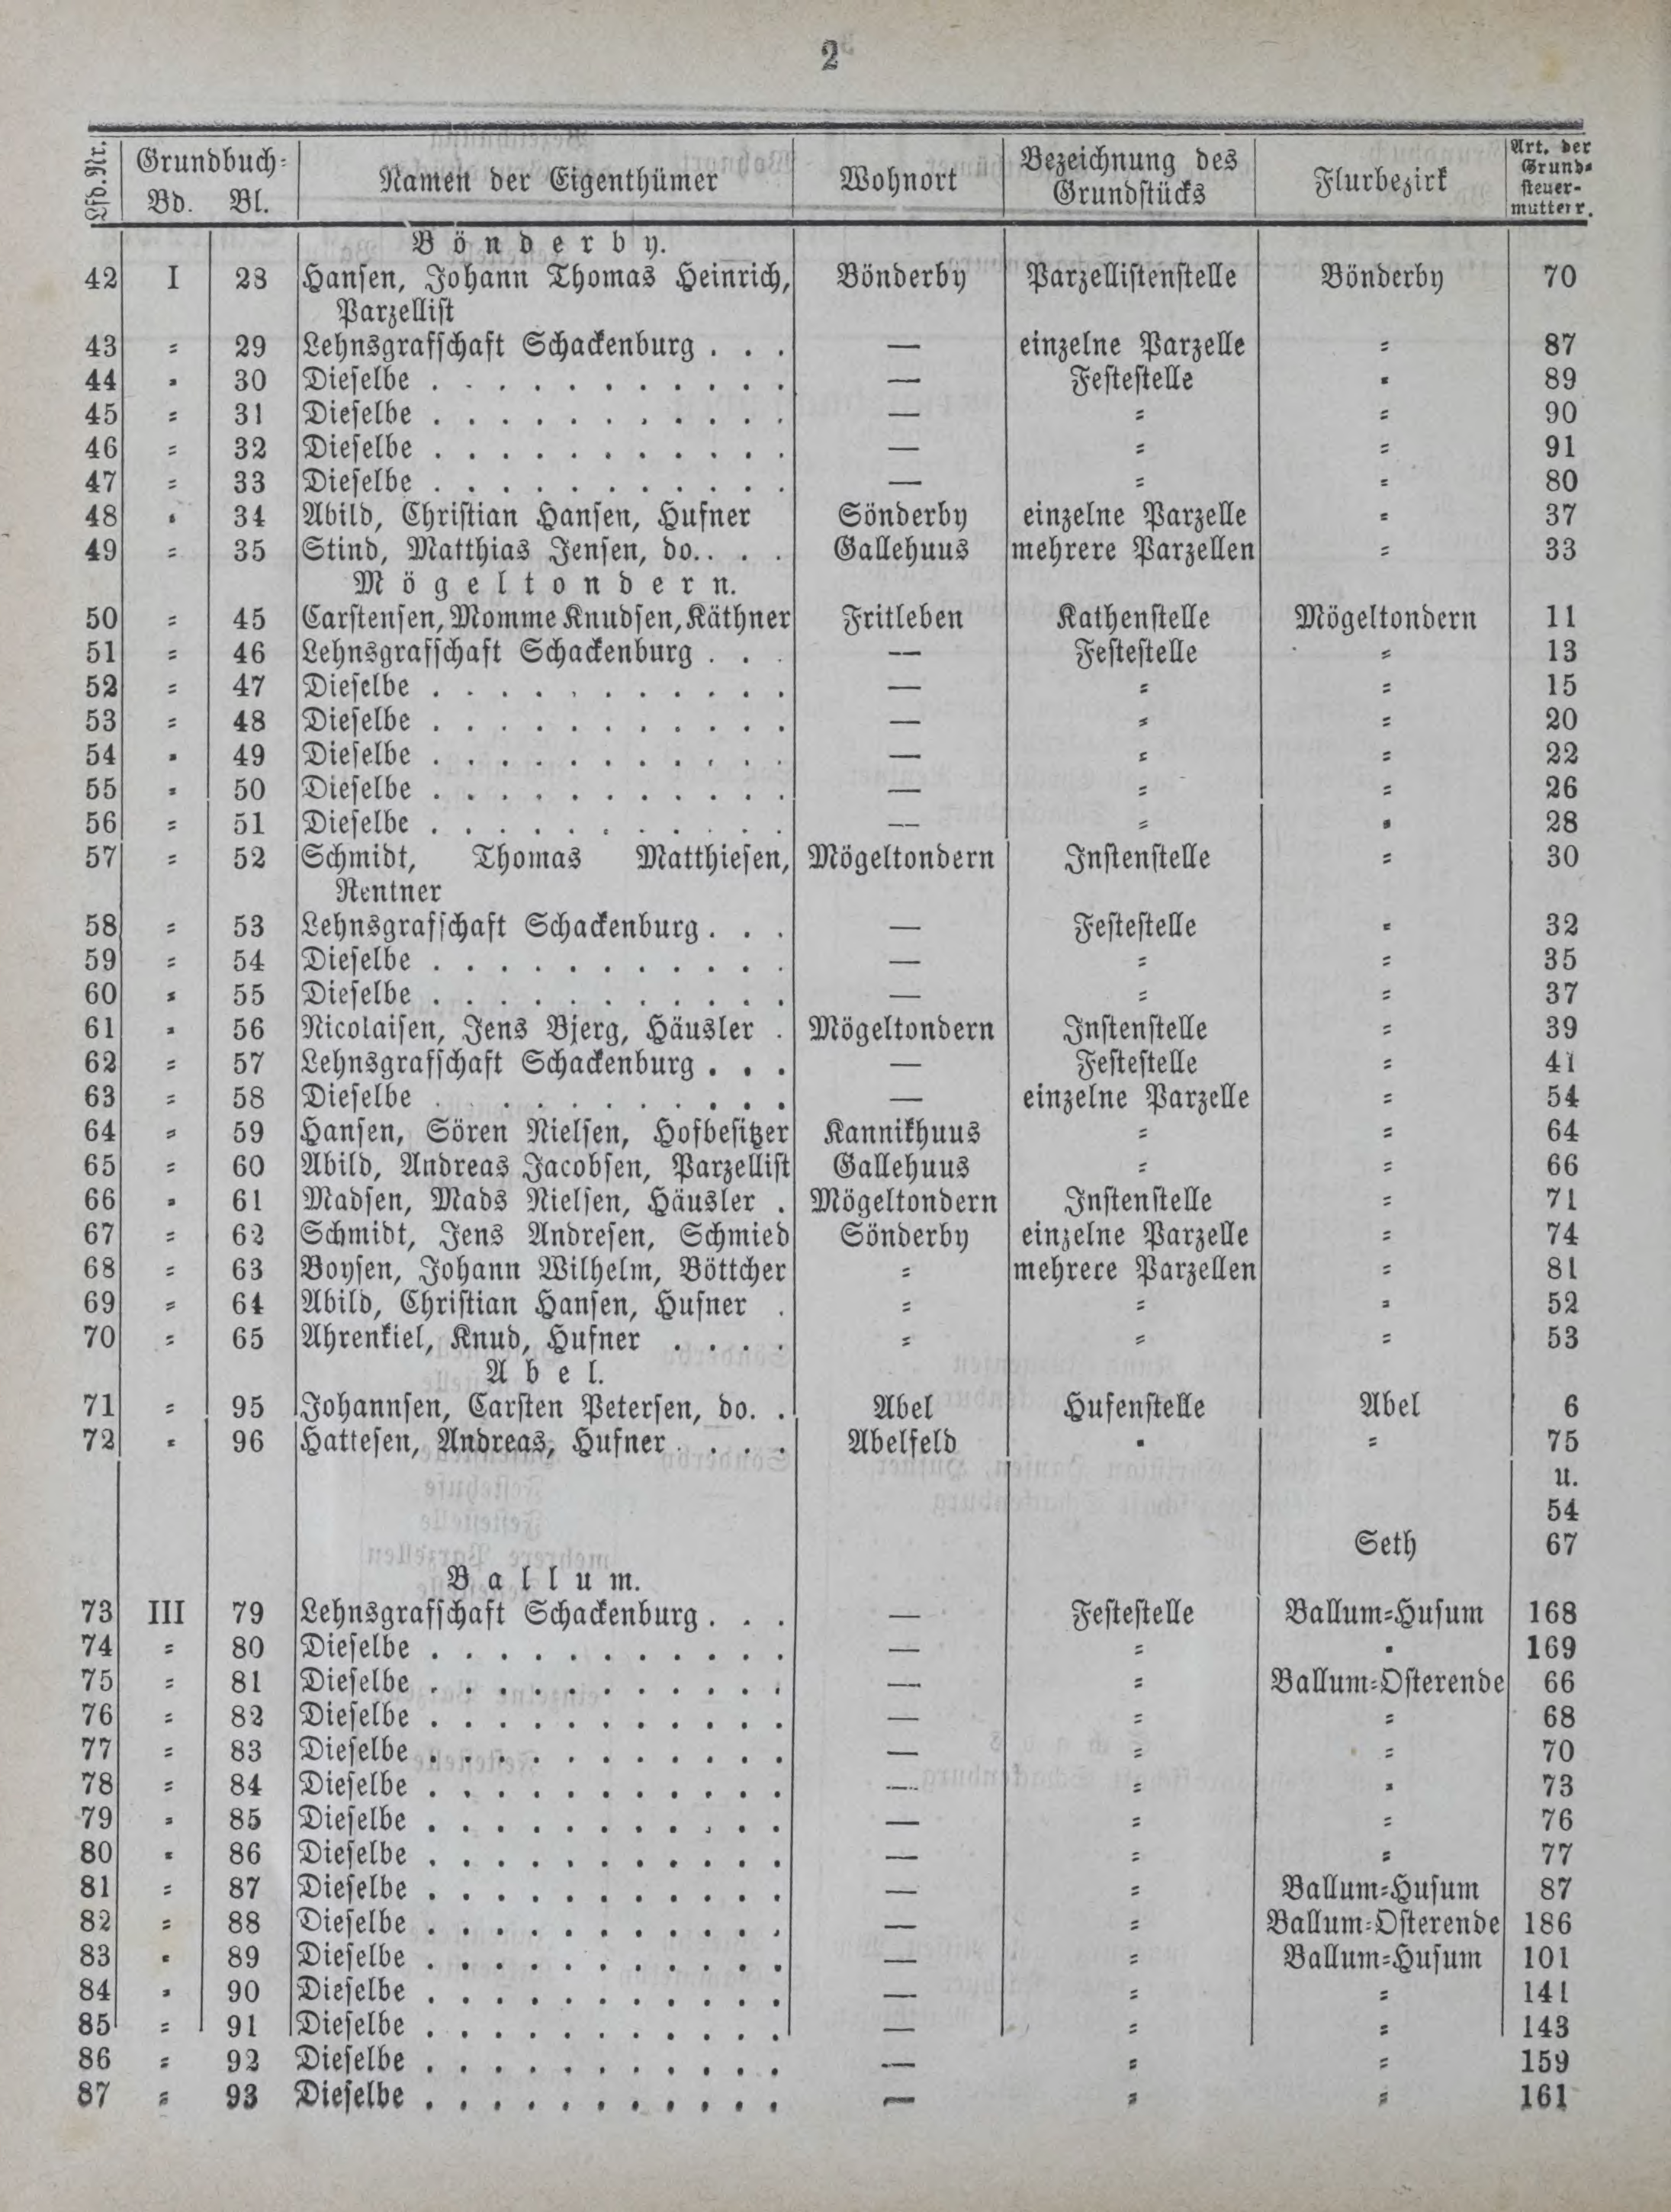 2
Lfd. Nr. Grundbuch= Namen der Eigenthümer Wohnort Bezeichnung des Grundstücks Flurbezirk Art. der Grund= steuer- mutterr.
Bd. Bl.
Bönderby.
42 I 28 Hansen, Johann Thomas Heinrich, Bönderby Parzellistenstelle Bönderby 70
Parzellist
43 = 29 Lehnsgrafschaft Schackenburg . . . — einzelne Parzelle = 87
44 = 30 Dieselbe . . . . . . . . . . . — Festestelle = 89
45 = 31 Dieselbe . . . . . . . . . . . — = = 90
46 = 32 Dieselbe . . . . . . . . . . . — = = 91
47 = 33 Dieselbe . . . . . . . . . . . — = = 80
48 = 34 Abild, Christian Hansen, Hufner Sönderby einzelne Parzelle = 37
49 = 35 Stind, Matthias Jensen, do. . . . Gallehuus mehrere Parzellen = 33
Mögeltondern.
50 = 45 Carstensen, Momme Knudsen, Käthner Fritleben Kathenstelle Mögeltondern 11
51 = 46 Lehnsgrafschaft Schackenburg . . . — Festestelle = 13
52 = 47 Dieselbe . . . . . . . . . . . — = = 15
53 = 48 Dieselbe . . . . . . . . . . . — = = 20
54 = 49 Dieselbe . . . . . . . . . . . — = = 22
55 = 50 Dieselbe . . . . . . . . . . . — = = 26
56 = 51 Dieselbe . . . . . . . . . . . — = = 28
57 = 52 Schmidt, Thomas Matthiesen, Mögeltondern Instenstelle = 30
Rentner
58 = 53 Lehnsgrafschaft Schackenburg . . . — Festestelle = 32
59 = 54 Dieselbe . . . . . . . . . . . — = = 35
60 = 55 Dieselbe . . . . . . . . . . . — = = 37
61 = 56 Nicolaisen, Jens Bjerg, Häusler . Mögeltondern Instenstelle = 39
62 = 57 Lehnsgrafschaft Schackenburg . . . — Festestelle = 41
63 = 58 Dieselbe . . . . . . . . . . . — einzelne Parzelle = 54
64 = 59 Hansen, Sören Nielsen, Hofbesitzer Kannikhuus = = 64
65 = 60 Abild, Andreas Jacobsen, Parzellist Gallehuus = = 66
66 = 61 Madsen, Mads Nielsen, Häusler . Mögeltondern Instenstelle = 71
67 = 62 Schmidt, Jens Andresen, Schmied Sönderby einzelne Parzelle = 74
68 = 63 Boysen, Johann Wilhelm, Böttcher = mehrere Parzellen = 81
69 = 64 Abild, Christian Hansen, Hufner . = = = 52
70 = 65 Ahrenkiel, Knud, Hufner . . . . = = = 53
Abel.
71 = 95 Johannsen, Carsten Petersen, do. . Abel Hufenstelle Abel 6
72 = 96 Hattesen, Andreas, Hufner . . . . Abelfeld = = 75
u.
54
Seth 67
Ballum.
73 III 79 Lehnsgrafschaft Schackenburg . . . — Festestelle Ballum=Husum 168
74 = 80 Dieselbe . . . . . . . . . . . — = = 169
75 = 81 Dieselbe . . . . . . . . . . . — = Ballum=Osterende 66
76 = 82 Dieselbe . . . . . . . . . . . — = = 68
77 = 83 Dieselbe . . . . . . . . . . . — = = 70
78 = 84 Dieselbe . . . . . . . . . . . — = = 73
79 = 85 Dieselbe . . . . . . . . . . . — = = 76
80 = 86 Dieselbe . . . . . . . . . . . — = = 77
81 = 87 Dieselbe . . . . . . . . . . . — = Ballum=Husum 87
82 = 88 Dieselbe . . . . . . . . . . . — = Ballum=Osterende 186
83 = 89 Dieselbe . . . . . . . . . . . — = Ballum=Husum 101
84 = 90 Dieselbe . . . . . . . . . . . — = = 141
85 = 91 Dieselbe . . . . . . . . . . . — = = 143
86 = 92 Dieselbe . . . . . . . . . . . — = = 159
87 = 93 Dieselbe . . . . . . . . . . . — = = 161